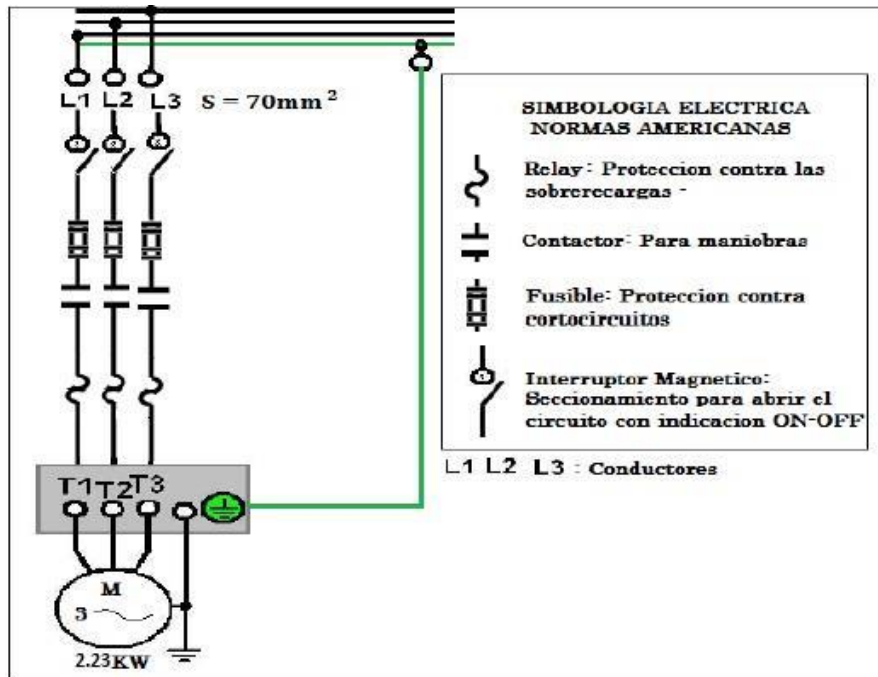 L1 L2 L3 S = 70mm²
SIMBOLOGIA ELECTRICA
NORMAS AMERICANAS
Relay: Proteccion contra las
sobrerecargas -
Contactor: Para maniobras
Fusible: Proteccion contra
cortocircuitos
Interruptor Magnetico:
Seccionamiento para abrir el
circuito con indicacion ON-OFF
L1 L2 L3 : Conductores
T1 T2 T3
M
3
2.23KW